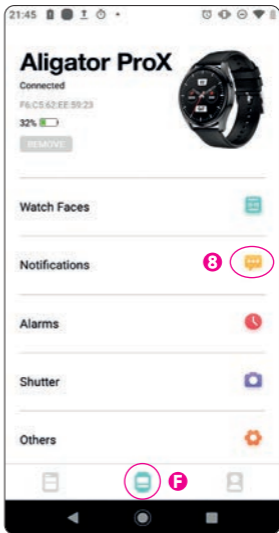 21:45
Aligator ProX
Connected
F6:C5:62:EE:59:23
32%
REMOVE
Watch Faces
Notifications
8
Alarms
Shutter
Others
F